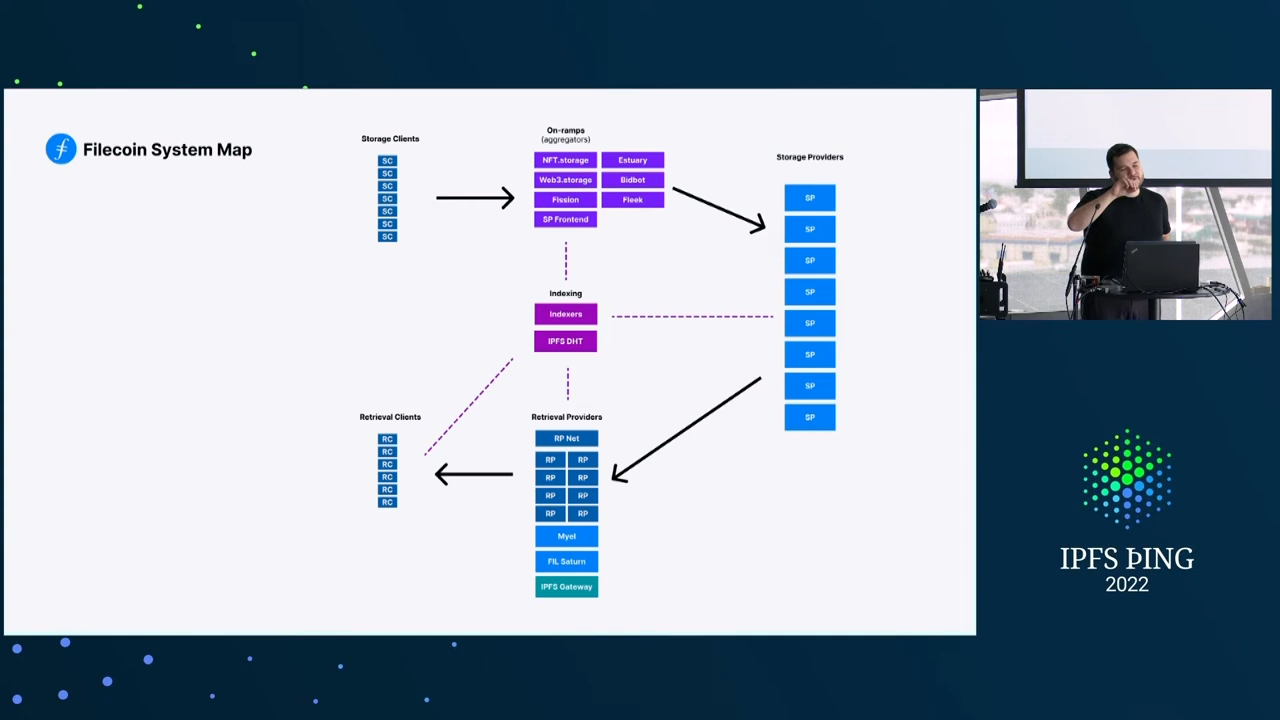 Filecoin System Map
Storage Clients
SC
SC
SC
SC
SC
SC
SC
On-ramps
(aggregators)
NFT.storage
Estuary
Web3.storage
Bidbot
Fission
Fleek
SP Frontend
Storage Providers
SP
SP
SP
SP
SP
SP
SP
SP
Indexing
Indexers
IPFS DHT
Retrieval Clients
RC
RC
RC
RC
RC
RC
Retrieval Providers
RP Net
RP RP
RP RP
RP RP
RP RP
Myel
FIL Saturn
IPFS Gateway
IPFS ÞING
2022